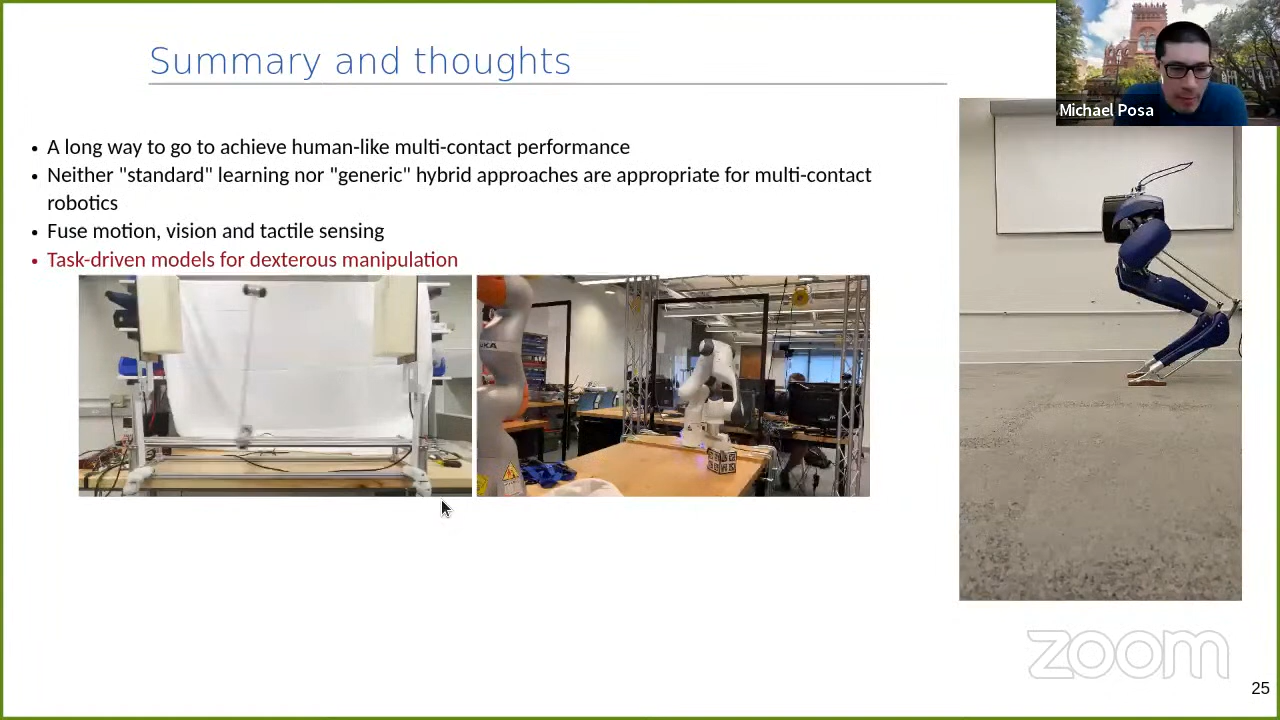 Summary and thoughts
Michael Posa
• A long way to go to achieve human-like multi-contact performance
• Neither "standard" learning nor "generic" hybrid approaches are appropriate for multi-contact
robotics
• Fuse motion, vision and tactile sensing
• Task-driven models for dexterous manipulation
zoom
25